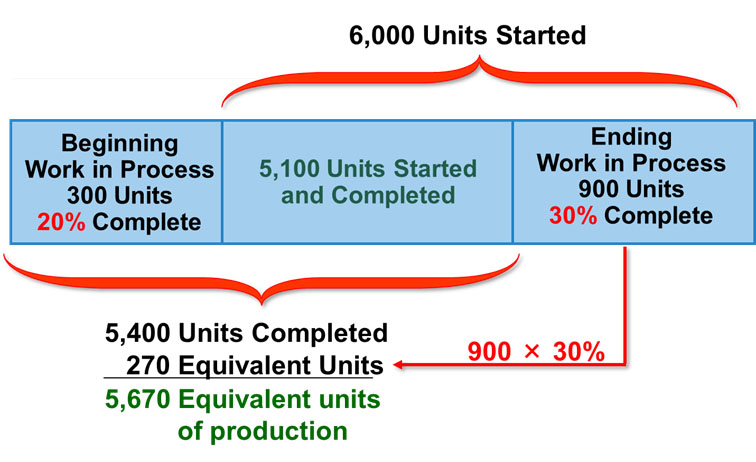 6,000 Units Started
Beginning
Work in Process
300 Units
20% Complete
5,100 Units Started
and Completed
Ending
Work in Process
900 Units
30% Complete
5,400 Units Completed
270 Equivalent Units
900 × 30%
5,670 Equivalent units
of production